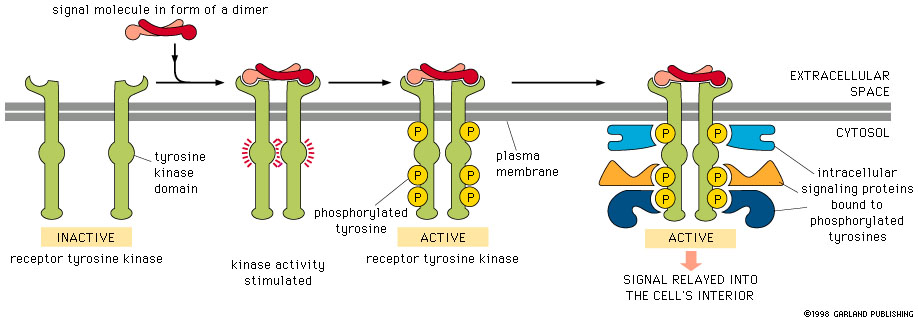 signal molecule in form of a dimer
EXTRACELLULAR
SPACE
CYTOSOL
tyrosine
kinase
domain
plasma
membrane
phosphorylated
tyrosine
P
P
P
P
P
P
P
P
P
P
P
P
intracellular
signaling proteins
bound to
phosphorylated
tyrosines
INACTIVE
receptor tyrosine kinase
kinase activity
stimulated
ACTIVE
receptor tyrosine kinase
ACTIVE
SIGNAL RELAYED INTO
THE CELL'S INTERIOR
©1998 GARLAND PUBLISHING